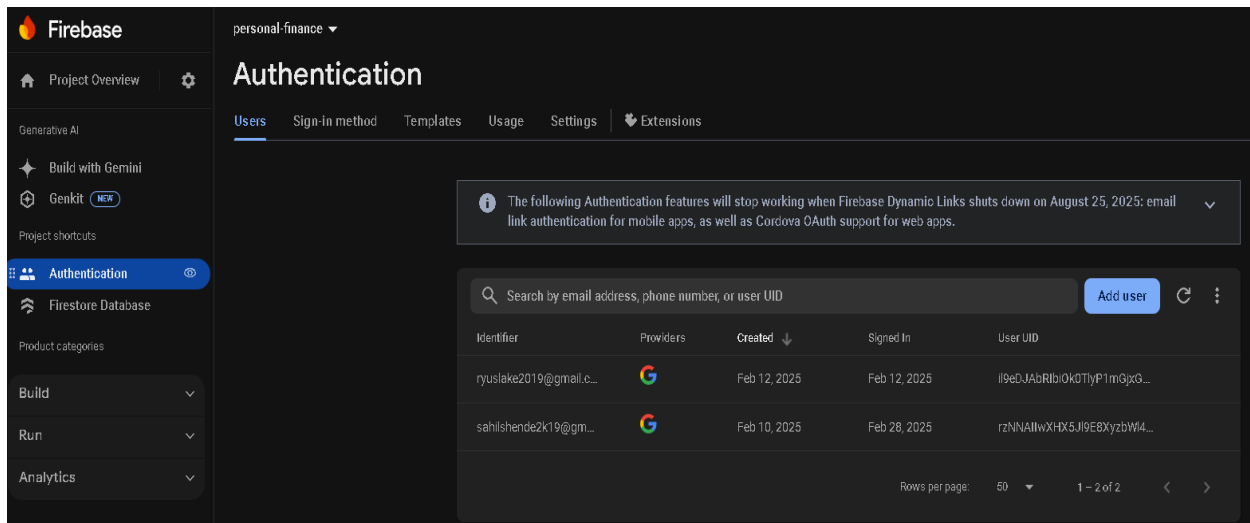 Firebase
personal-finance
Project Overview
Authentication
Users Sign-in method Templates Usage Settings Extensions
Generative AI
Build with Gemini
Genkit NEW
Project shortcuts
Authentication
Firestore Database
Product categories
Build
Run
Analytics
The following Authentication features will stop working when Firebase Dynamic Links shuts down on August 25, 2025: email
link authentication for mobile apps, as well as Cordova OAuth support for web apps.
Search by email address, phone number, or user UID Add user
Identifier Providers Created Signed In User UID
ryuslake2019@gmail.c... Feb 12, 2025 Feb 12, 2025
sahilshende2k19@gm... Feb 10, 2025 Feb 28, 2025
Rows per page: 50 1 – 2 of 2